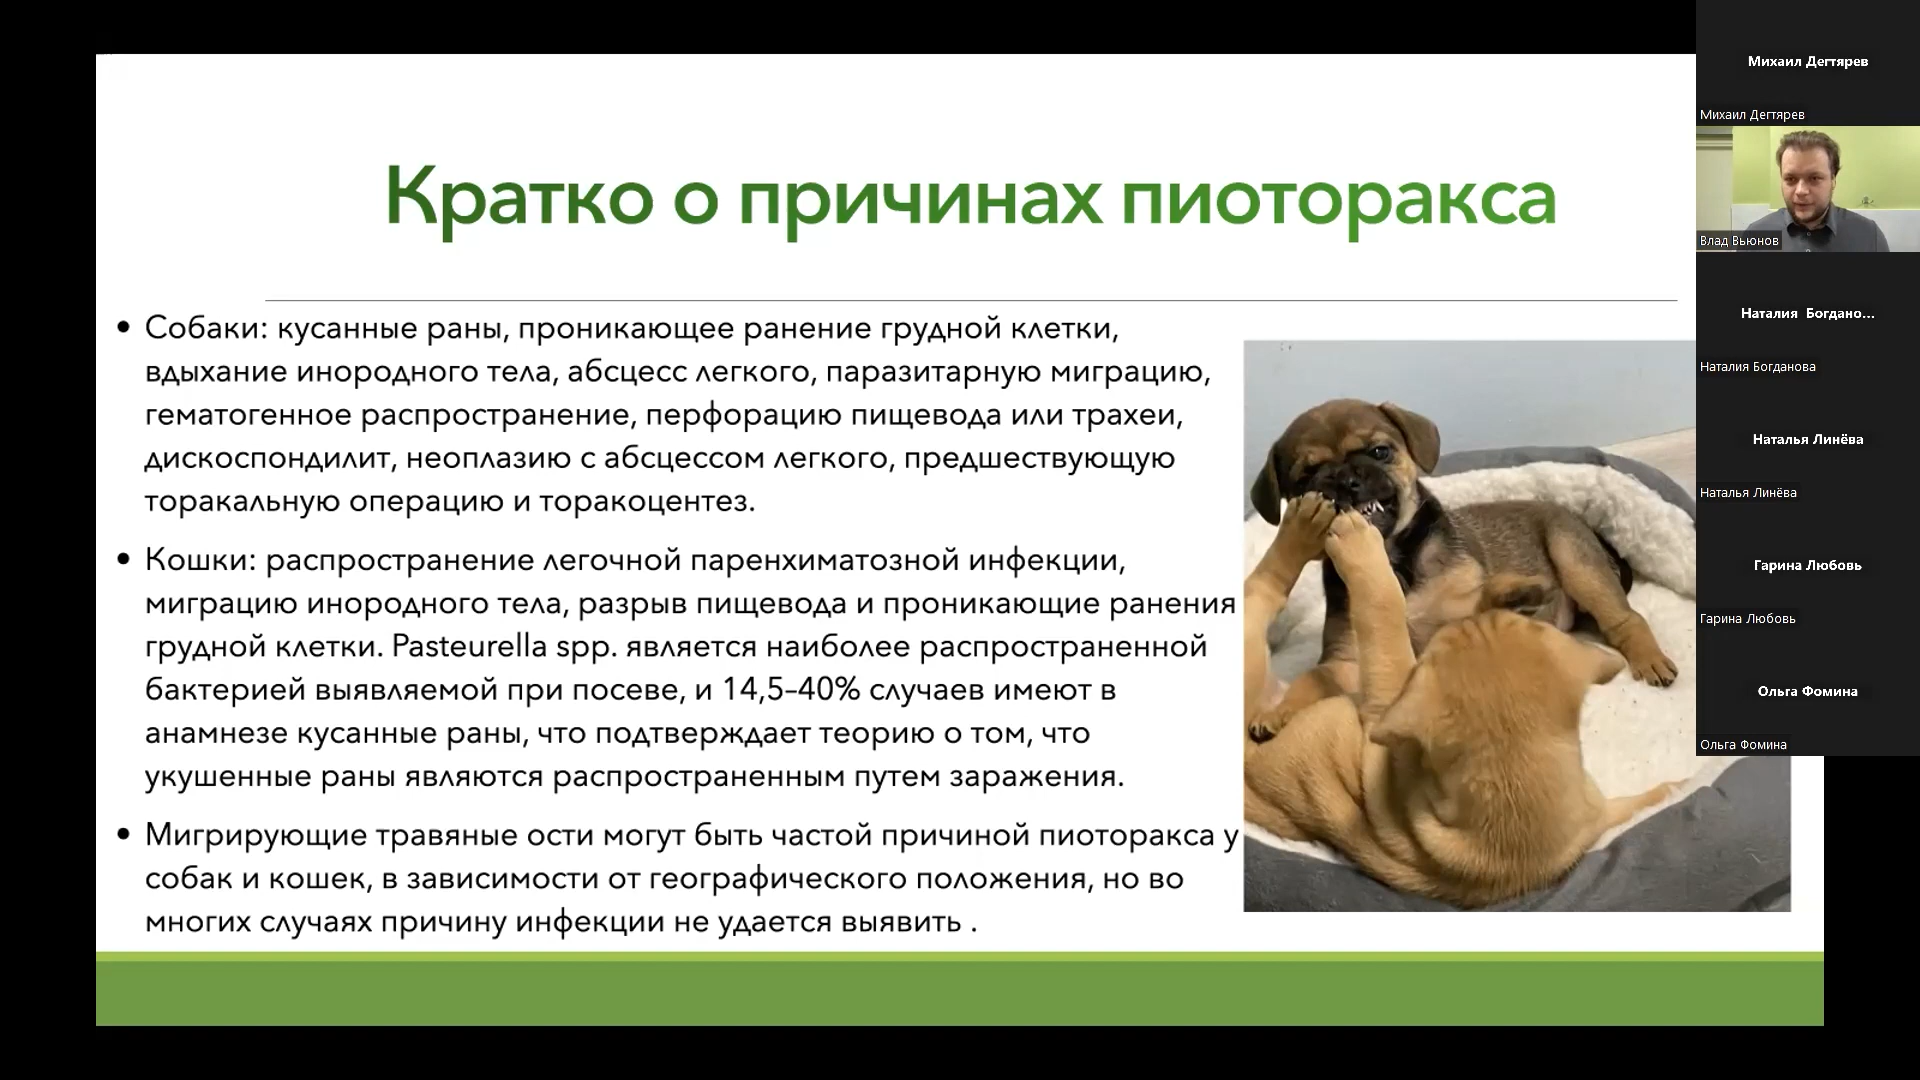 Кратко о причинах пиоторакса
• Собаки: кусанные раны, проникающее ранение грудной клетки,
вдыхание инородного тела, абсцесс легкого, паразитарную миграцию,
гематогенное распространение, перфорацию пищевода или трахеи,
дискоспондилит, неоплазию с абсцессом легкого, предшествующую
торакальную операцию и торакоцентез.
• Кошки: распространение легочной паренхиматозной инфекции,
миграцию инородного тела, разрыв пищевода и проникающие ранения
грудной клетки. Pasteurella spp. является наиболее распространенной
бактерией выявляемой при посеве, и 14,5–40% случаев имеют в
анамнезе кусанные раны, что подтверждает теорию о том, что
укушенные раны являются распространенным путем заражения.
• Мигрирующие травяные ости могут быть частой причиной пиоторакса у
собак и кошек, в зависимости от географического положения, но во
многих случаях причину инфекции не удается выявить .
Михаил Дегтярев
Михаил Дегтярев
Влад Вьюнов
Наталия Богдано...
Наталия Богданова
Наталья Линёва
Наталья Линёва
Гарина Любовь
Гарина Любовь
Ольга Фомина
Ольга Фомина